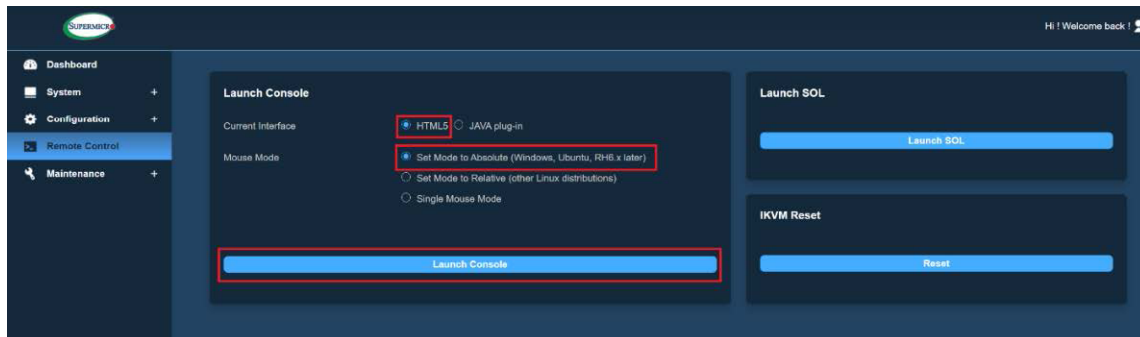 SUPERMICR
Hi ! Welcome back !
Dashboard
System +
Configuration +
Remote Control
Maintenance +
Launch Console
Current Interface HTML5 JAVA plug-in
Mouse Mode Set Mode to Absolute (Windows, Ubuntu, RH6.x later)
Set Mode to Relative (other Linux distributions)
Single Mouse Mode
Launch Console
Launch SOL
Launch SOL
IKVM Reset
Reset